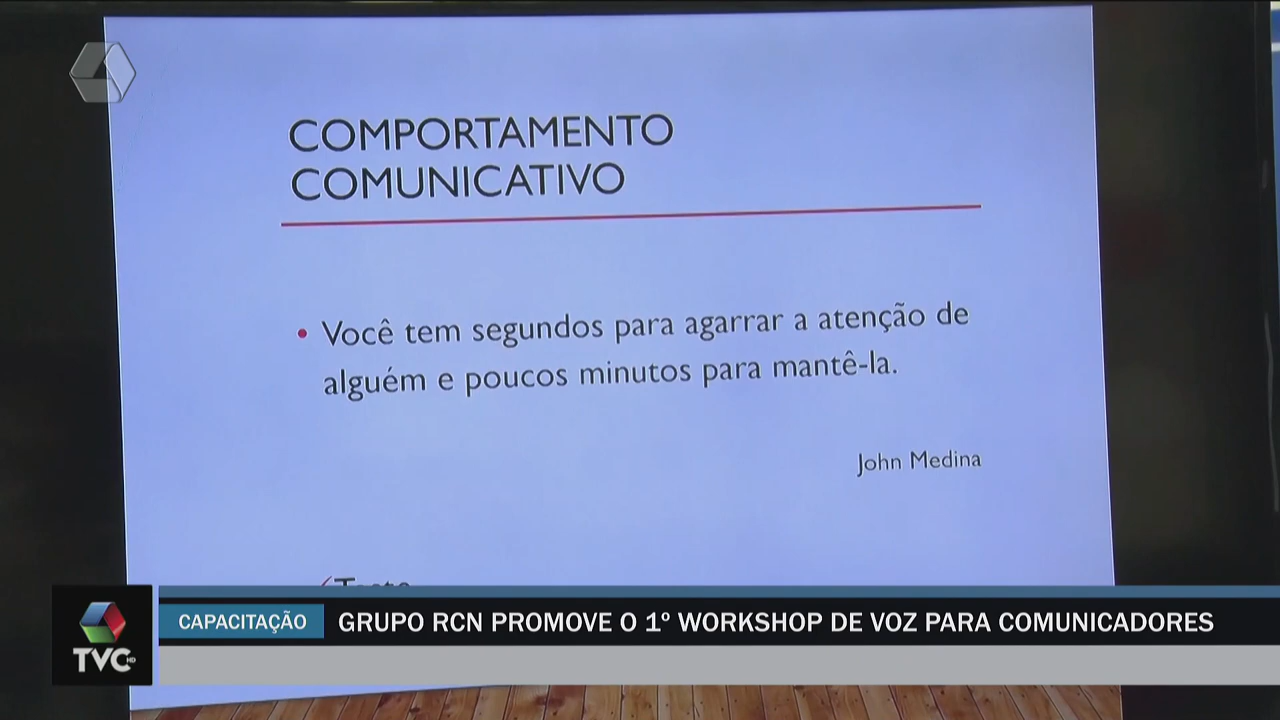 COMPORTAMENTO
COMUNICATIVO
• Você tem segundos para agarrar a atenção de
alguém e poucos minutos para mantê-la.
John Medina
CAPACITAÇÃO
GRUPO RCN PROMOVE O 1º WORKSHOP DE VOZ PARA COMUNICADORES
TVC HD